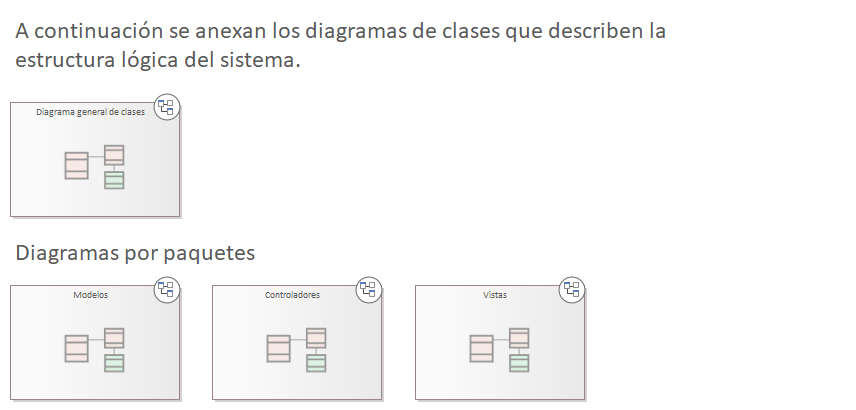 A continuación se anexan los diagramas de clases que describen la
estructura lógica del sistema.
Diagrama general de clases
Diagramas por paquetes
Modelos
Controladores
Vistas